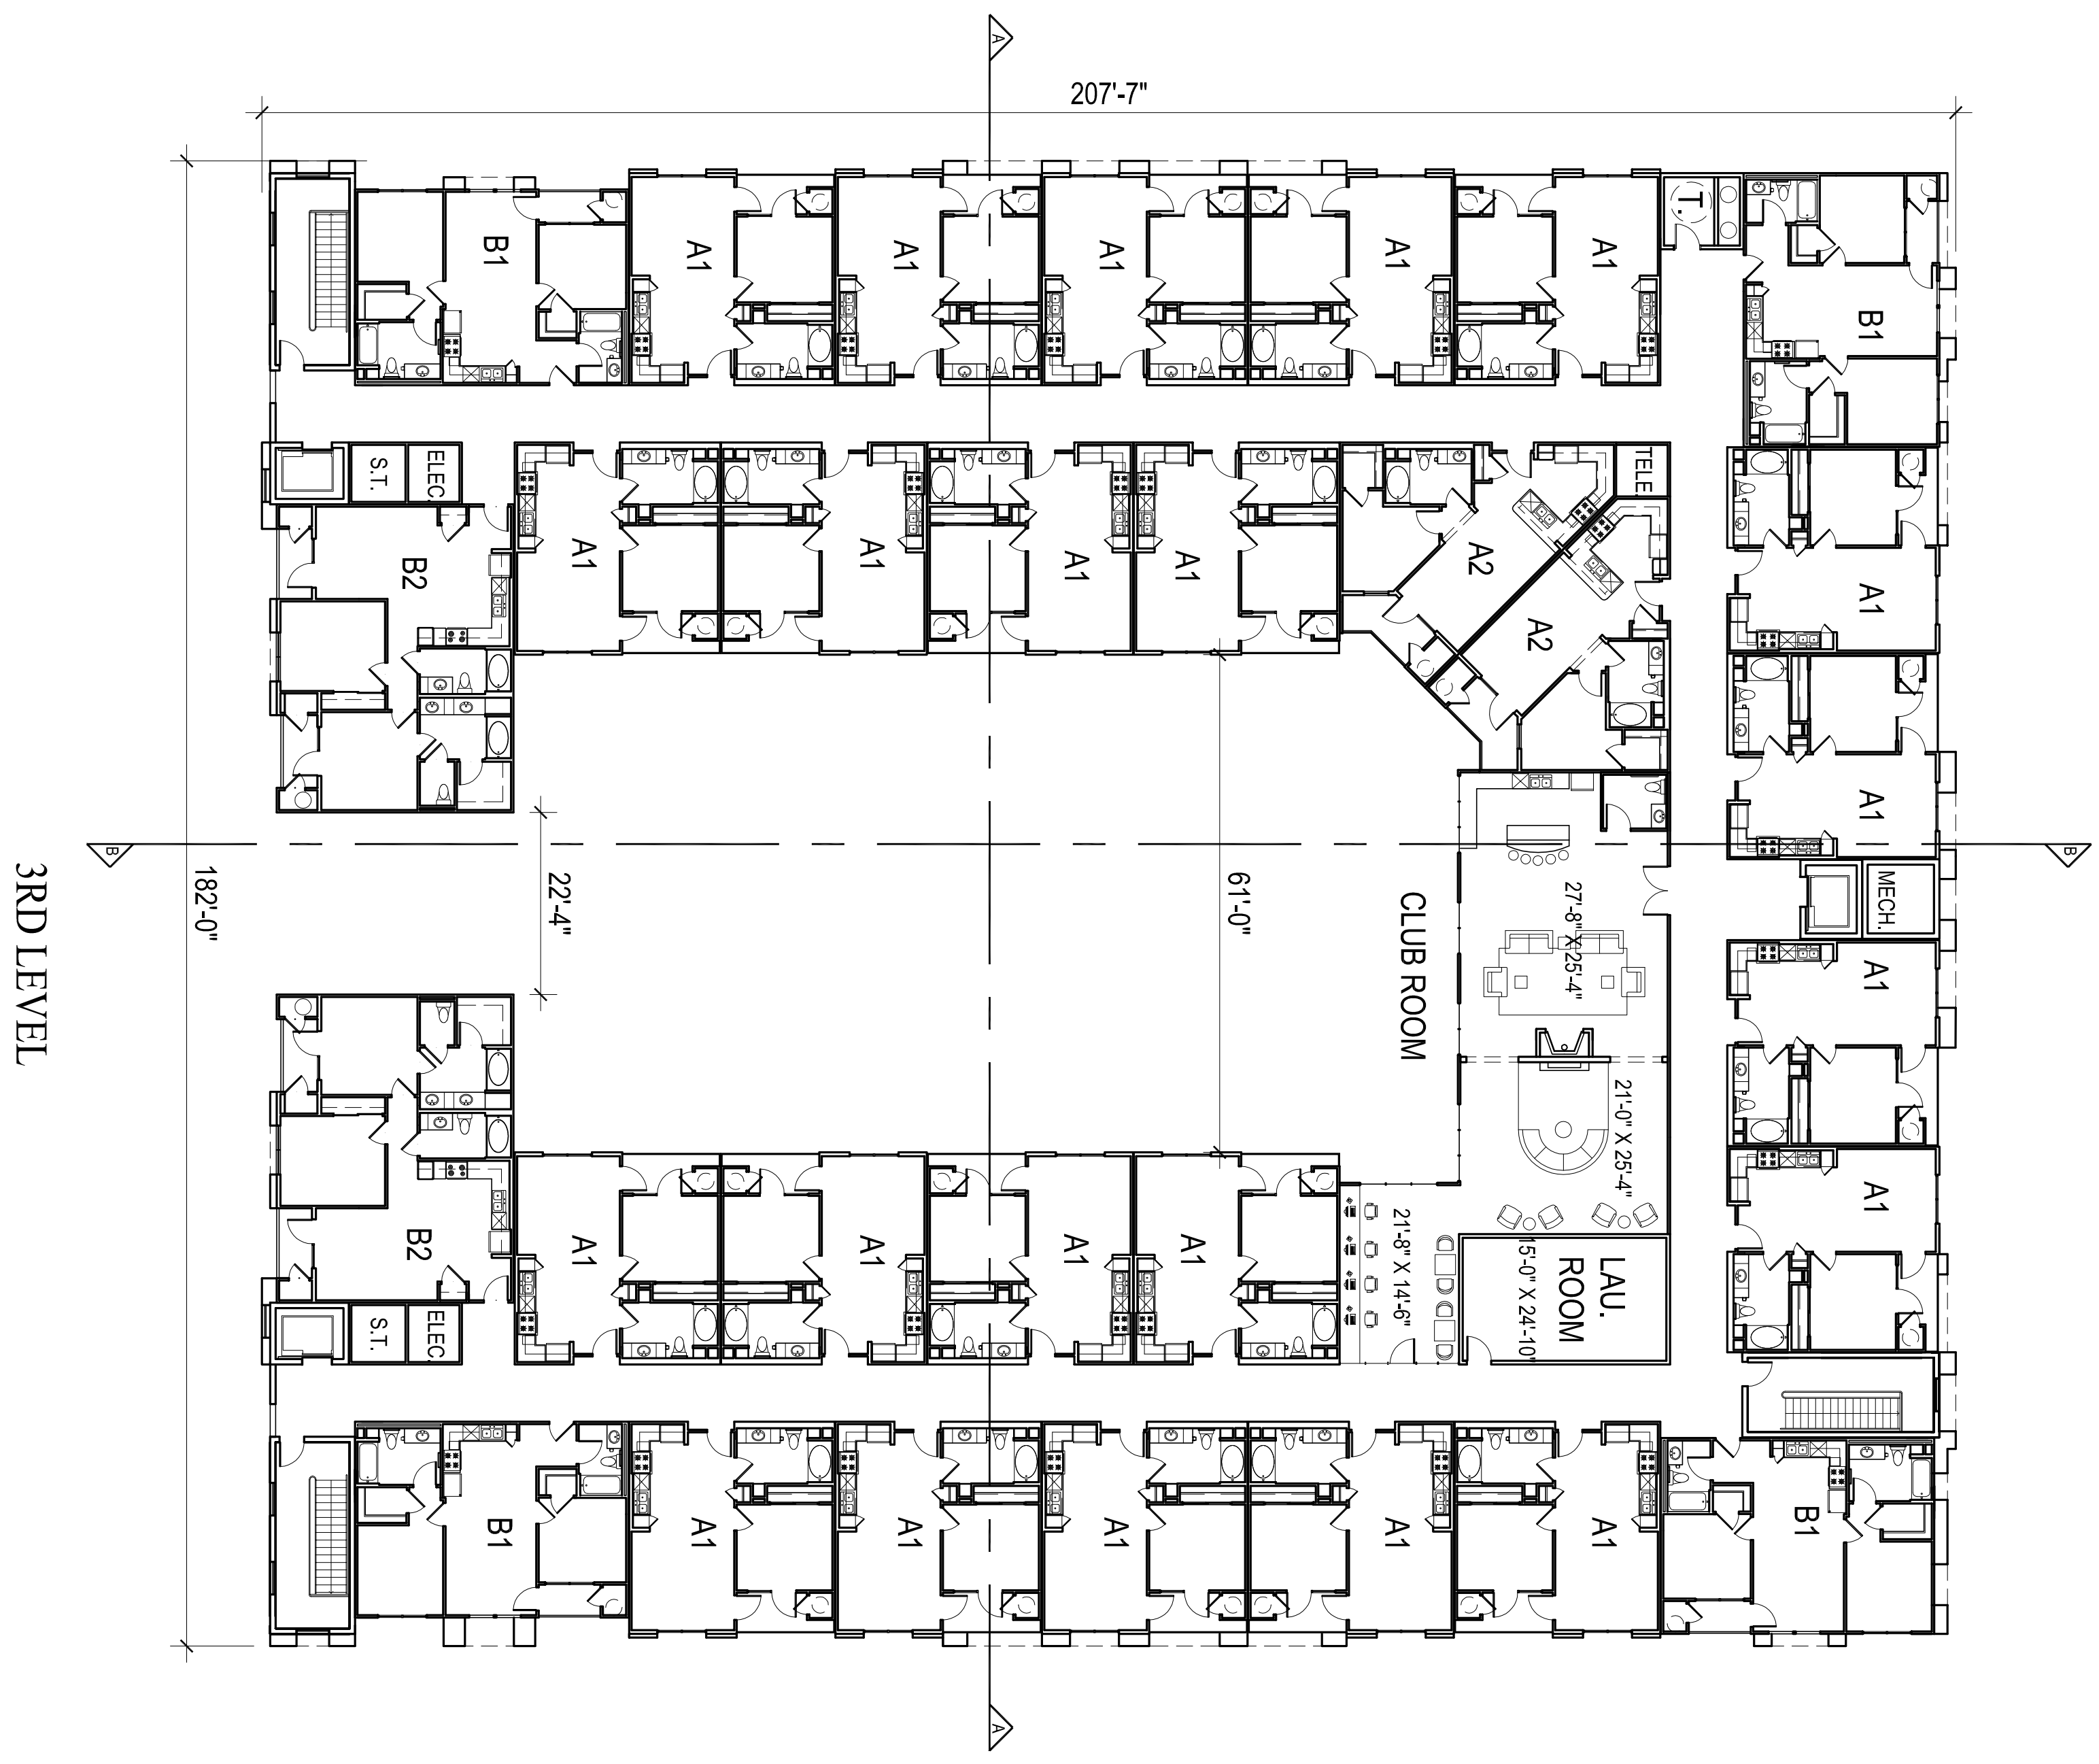 A
207'-7"
T.
B1
A1
A1
A1
A1
A1
B1
S.T.
ELEC.
TELE.
B2
A1
A1
A1
A1
A2
A2
A1
A1
B
B
182'-0"
22'-4"
61'-0"
CLUB ROOM
27'-8" X 25'-4"
MECH.
3RD LEVEL
A1
21'-0" X 25'-4"
A1
B2
A1
A1
A1
A1
21'-8" X 14'-6"
LAU.
ROOM
15'-0" X 24'-10"
S.T.
ELEC.
B1
A1
A1
A1
A1
A1
B1
A